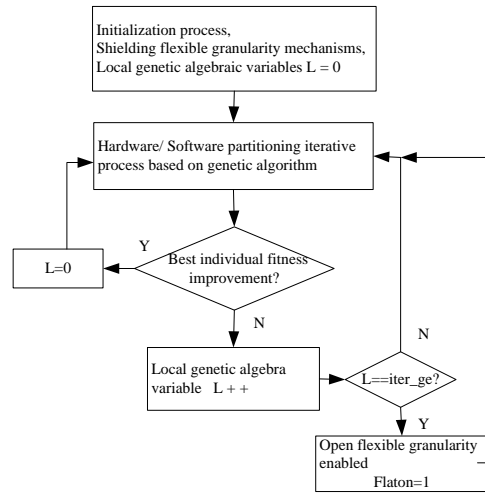 Initialization process,
Shielding flexible granularity mechanisms,
Local genetic algebraic variables L = 0
Hardware/ Software partitioning iterative
process based on genetic algorithm
Y
L=0
Best individual fitness
improvement?
N
Local genetic algebra
variable L + +
N
L==iter_ge?
Y
Open flexible granularity
enabled
Flaton=1